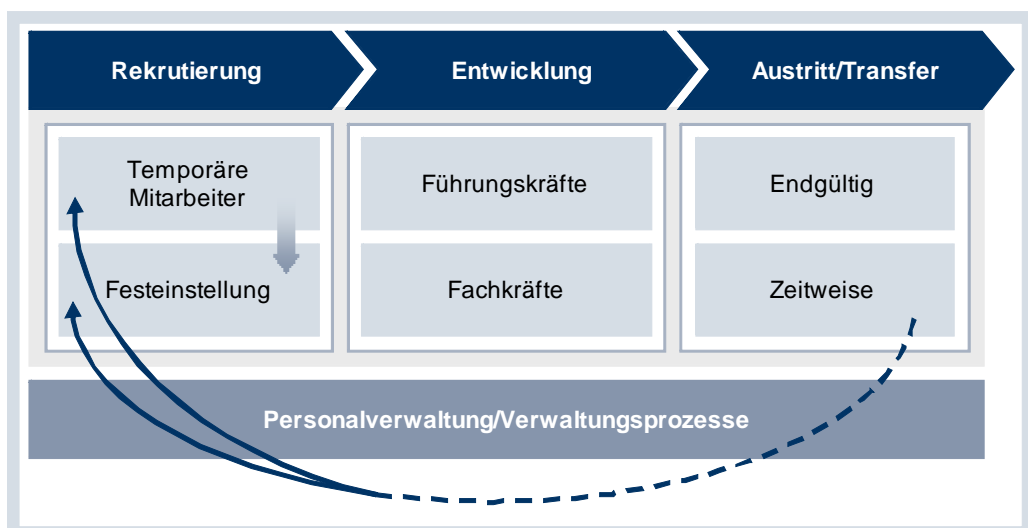 Rekrutierung
Entwicklung
Austritt/Transfer
Temporäre
Mitarbeiter
Führungskräfte
Endgültig
Festeinstellung
Fachkräfte
Zeitweise
Personalverwaltung/Verwaltungsprozesse